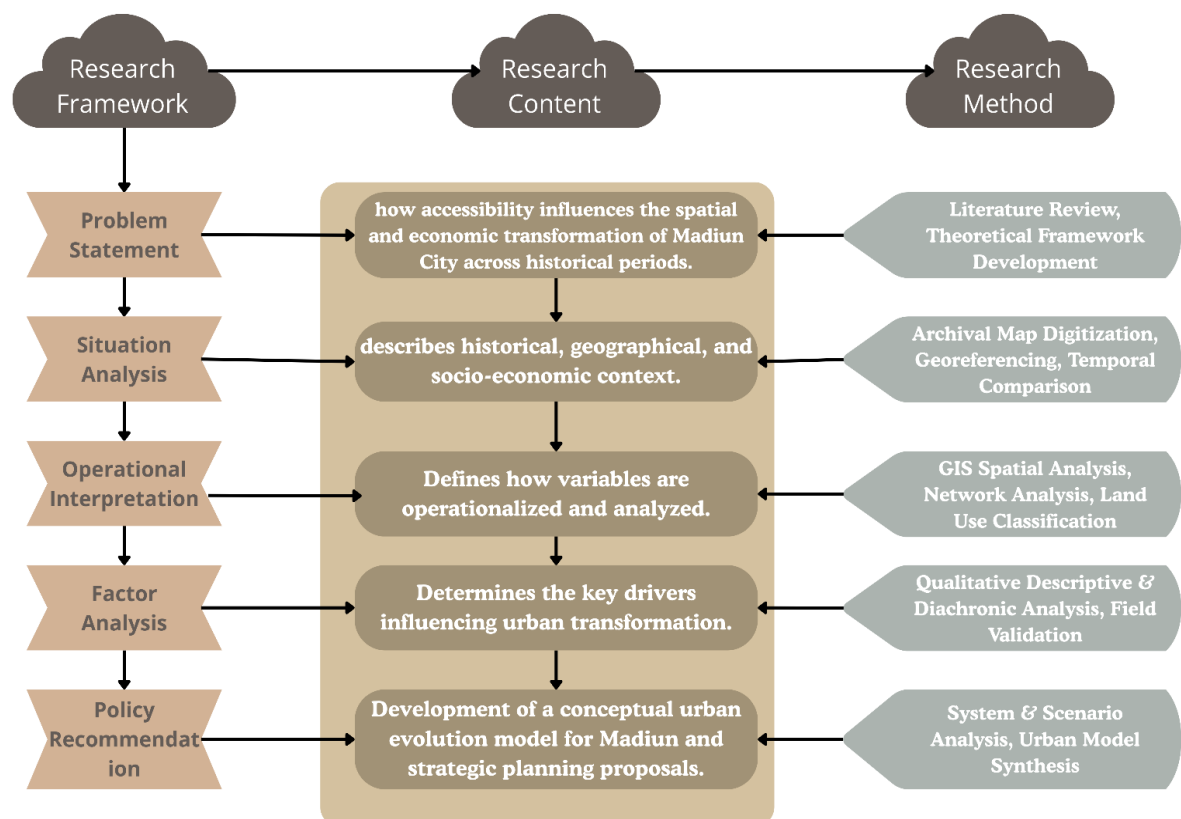 Research
Framework
Research
Content
Research
Method
Problem
Statement
how accessibility influences the spatial
and economic transformation of Madiun
City across historical periods.
Literature Review,
Theoretical Framework
Development
Situation
Analysis
describes historical, geographical, and
socio-economic context.
Archival Map Digitization,
Georeferencing, Temporal
Comparison
Operational
Interpretation
Defines how variables are
operationalized and analyzed.
GIS Spatial Analysis,
Network Analysis, Land
Use Classification
Factor
Analysis
Determines the key drivers
influencing urban transformation.
Qualitative Descriptive &
Diachronic Analysis, Field
Validation
Policy
Recommendat
ion
Development of a conceptual urban
evolution model for Madiun and
strategic planning proposals.
System & Scenario
Analysis, Urban Model
Synthesis